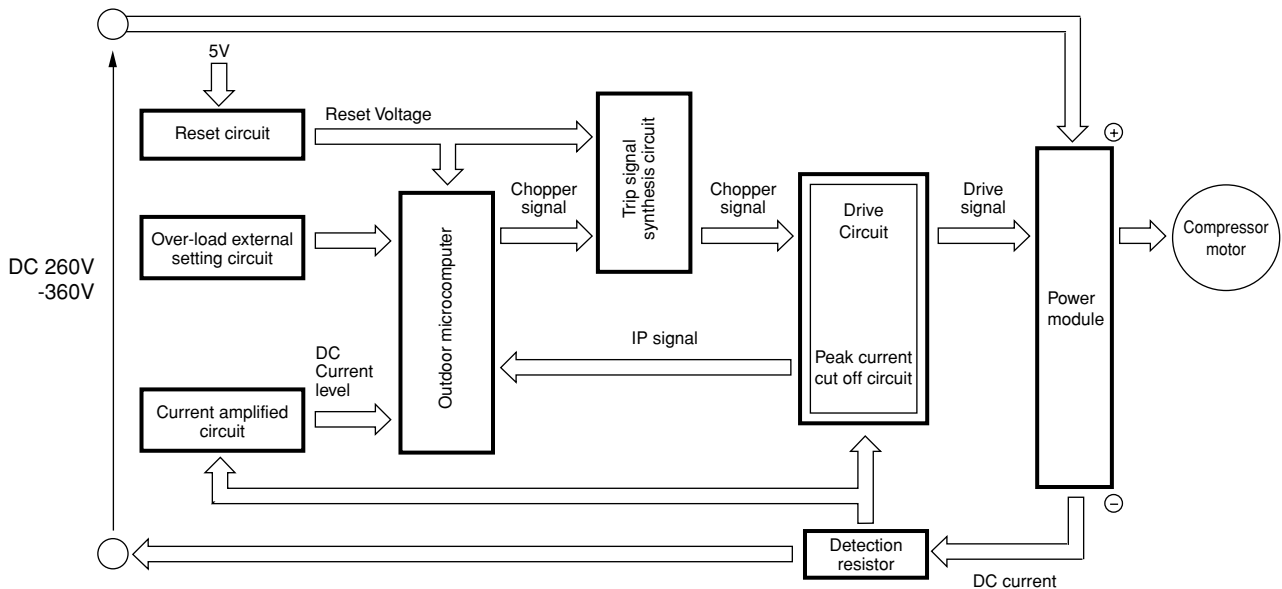 5V
Reset circuit
Reset Voltage
Trip signal
synthesis circuit
Over-load external
setting circuit
DC 260V
-360V
Outdoor microcomputer
Chopper
signal
Chopper
signal
Drive
Circuit
Drive
signal
Power
module
Compressor
motor
IP signal
Peak current
cut off circuit
DC
Current
level
Current amplified
circuit
Detection
resistor
DC current
+
−